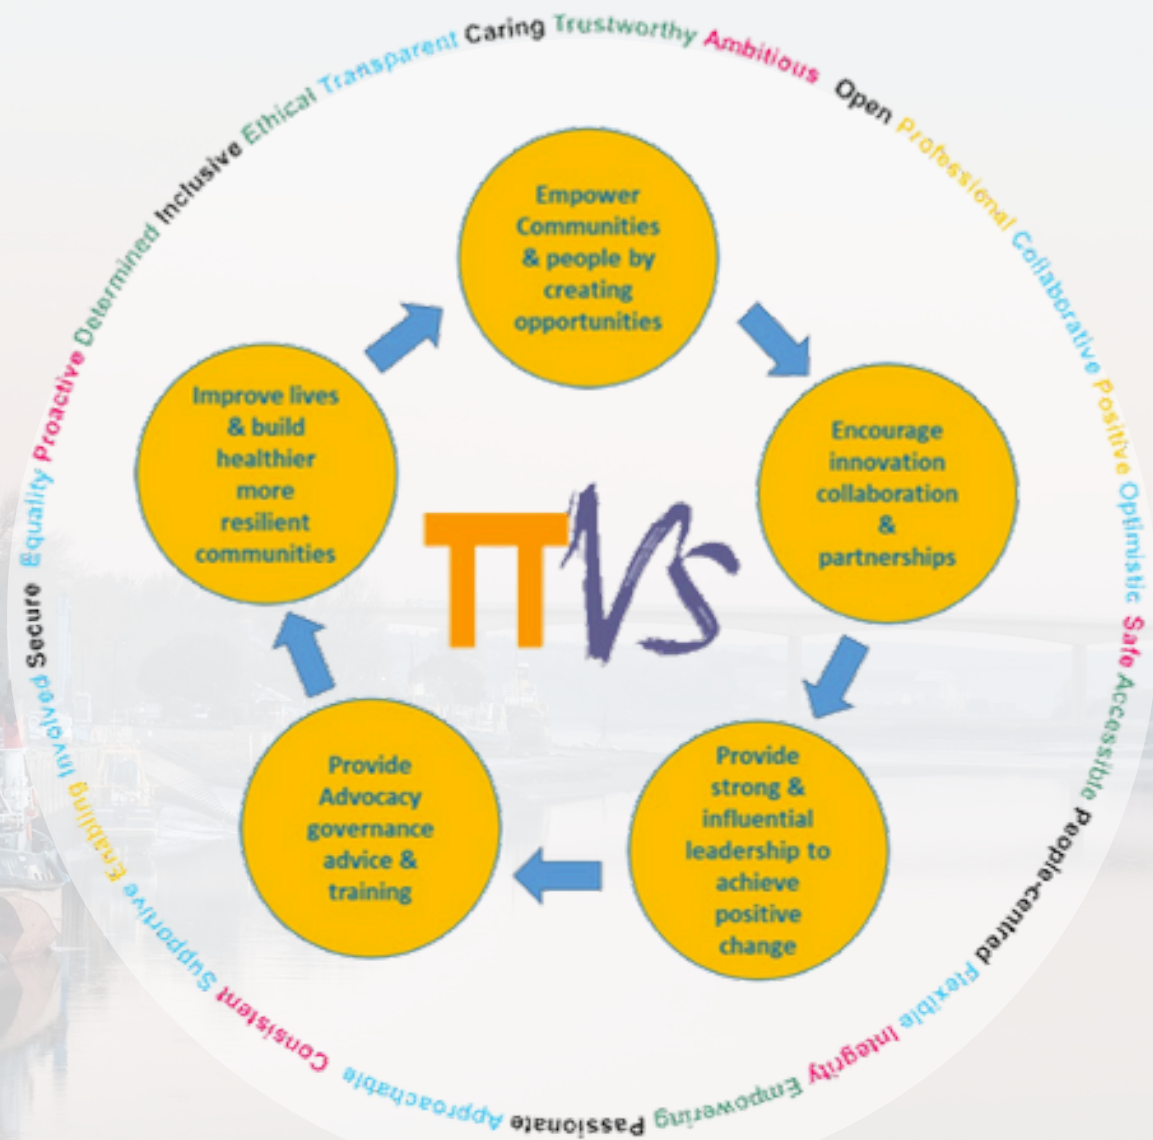 Caring Trustworthy Ambitious Open Professional Collaborative Positive Optimistic Safe Accessible People-centred Flexible Integrity Empowering Passionate Approachable Consistent Supportive Enabling Involved Secure Equality Proactive Determined Inclusive Ethical Transparent
Empower
Communities
& people by
creating
opportunities
Encourage
innovation
collaboration
&
partnerships
Provide
strong &
influential
leadership to
achieve
positive
change
Provide
Advocacy
governance
advice &
training
Improve lives
& build
healthier
more
resilient
communities
TTVS